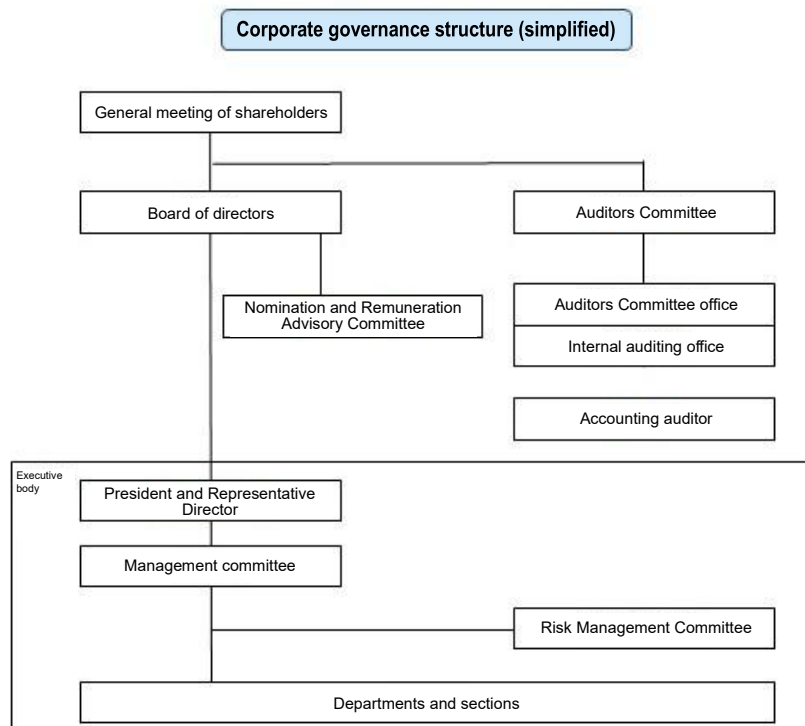 Corporate governance structure (simplified)
General meeting of shareholders
Board of directors
Auditors Committee
Nomination and Remuneration
Advisory Committee
Auditors Committee office
Internal auditing office
Accounting auditor
Executive
body
President and Representative
Director
Management committee
Risk Management Committee
Departments and sections